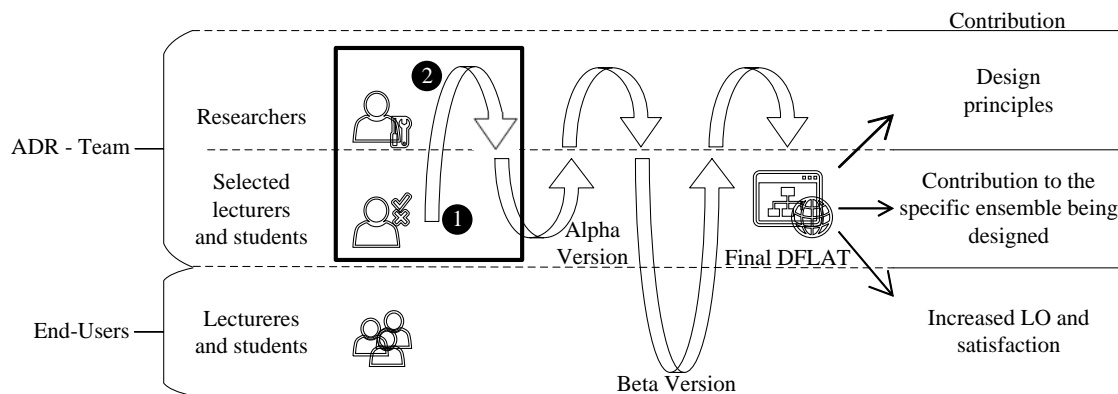 Contribution
2
Design
principles
Researchers
ADR - Team
Selected
lecturers
and students
1
Alpha
Version
Final DFLAT
Contribution to the
specific ensemble being
designed
End-Users
Lectureres
and students
Beta Version
Increased LO and
satisfaction